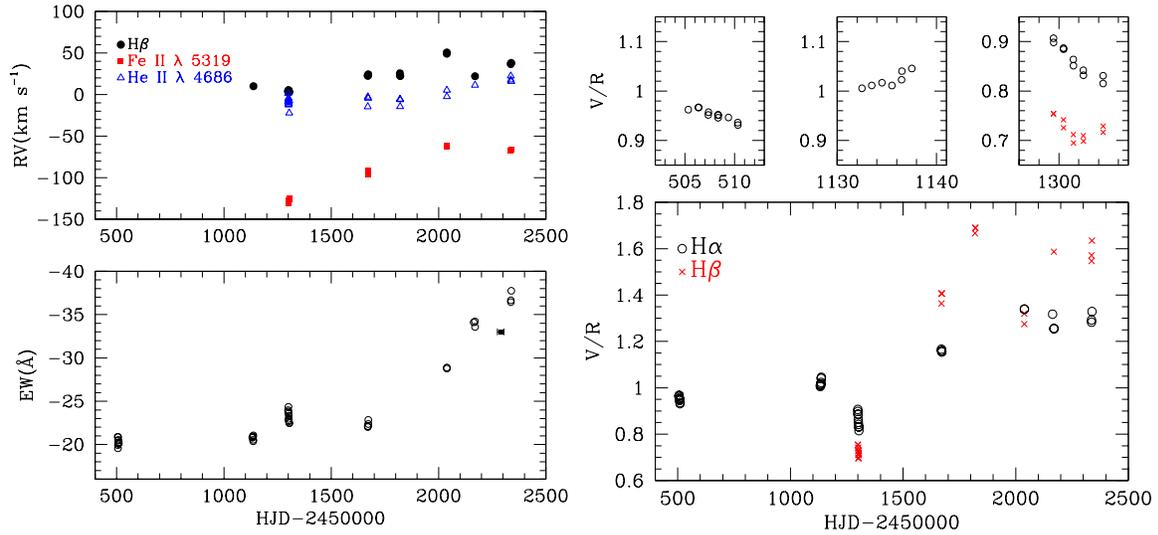 100
50
0
−50
−100
−150
RV(km s⁻¹)
Hβ
Fe II λ 5319
He II λ 4686
500 1000 1500 2000 2500
−40
−35
−30
−25
−20
EW(Å)
500 1000 1500 2000 2500
HJD−2450000
V/R
1.1
1
0.9
505 510
1.1
1
0.9
1130 1140
0.9
0.8
0.7
1300
1.8
1.6
1.4
1.2
1
0.8
0.6
V/R
Hα
Hβ
500 1000 1500 2000 2500
HJD−2450000